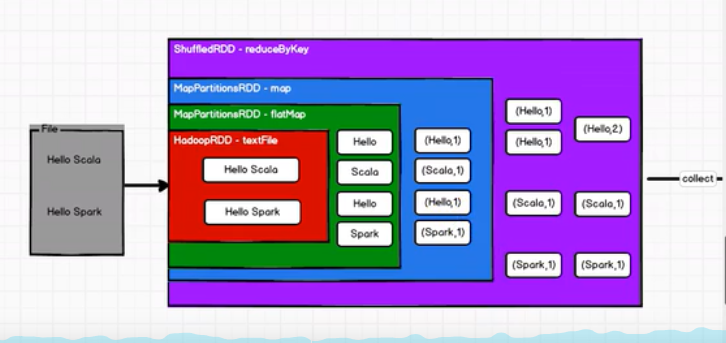 ShuffledRDD - reduceByKey
MapPartitionsRDD - map
MapPartitionsRDD - flatMap
HadoopRDD - textFile
File
Hello Scala
Hello Spark
Hello Scala
Hello Spark
Hello
Scala
Hello
Spark
(Hello,1)
(Scala,1)
(Hello,1)
(Spark,1)
(Hello,1)
(Hello,1)
(Hello,2)
(Scala,1)
(Scala,1)
(Spark,1)
(Spark,1)
collect